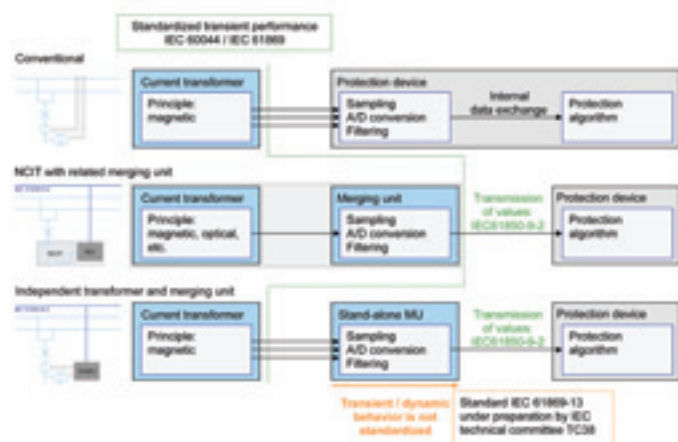 Standardized transient performance
IEC 60044 / IEC 61869
Conventional
Current transformer
Principle:
magnetic
Protection device
Sampling
A/D conversion
Filtering
Internal
data exchange
Protection
algorithm
NCIT with related merging unit
Current transformer
Principle:
magnetic, optical,
etc.
Merging unit
Sampling
A/D conversion
Filtering
Transmission
of values:
IEC61850-9-2
Protection device
Protection
algorithm
Independent transformer and merging unit
Current transformer
Principle:
magnetic
Stand-alone MU
Sampling
A/D conversion
Filtering
Transmission
of values:
IEC61850-9-2
Protection device
Protection
algorithm
Transient / dynamic
behavior is not
standardized
Standard IEC 61869-13
under preparation by IEC
technical committee TC38